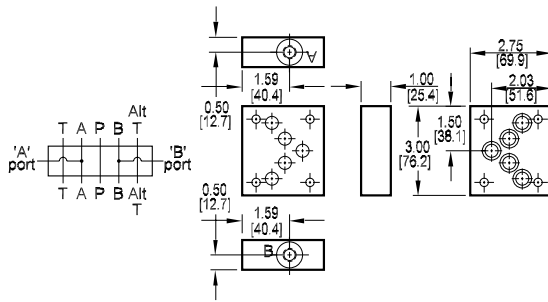 Alt
T A P B T
'A' port
'B' port
T A P B Alt
T
A
1.59
[40.4]
0.50
[12.7]
1.00
[25.4]
3.00
[76.2]
2.75
[69.9]
2.03
[51.6]
1.50
[38.1]
0.50
[12.7]
1.59
[40.4]
B